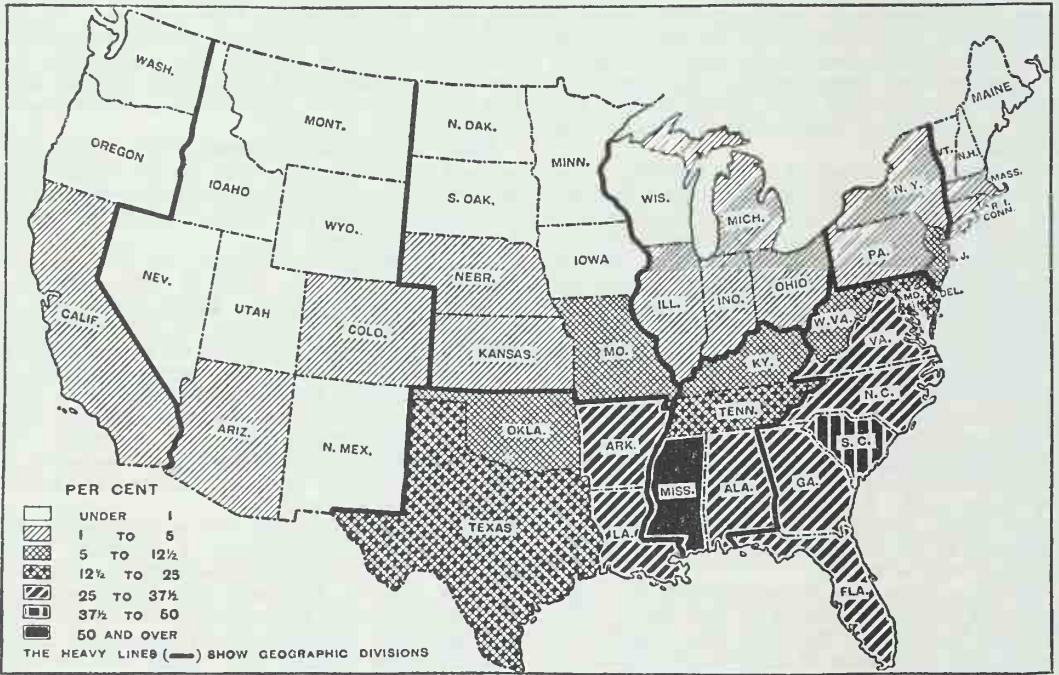 WASH.
MONT.
N. DAK.
MINN.
MAINE
OREGON
IDAHO
S. OAK.
WIS.
MICH.
N.Y.
VT.
N.H.
MASS.
R I.
CONN.
WYO.
IOWA
NEBR.
PA.
.J.
NEV.
UTAH
COLO.
ILL.
INO.
OHIO
CALIF.
KANSAS.
MO.
W.VA.
MD.
DEL.
VA.
KY.
ARIZ.
N. MEX.
OKLA.
ARK.
TENN.
N.C.
S. C.
TEXAS
LA.
MISS.
ALA.
GA.
FLA.
PER CENT
UNDER 1
1 TO 5
5 TO 12½
12½ TO 25
25 TO 37½
37½ TO 50
50 AND OVER
THE HEAVY LINES (▬) SHOW GEOGRAPHIC DIVISIONS